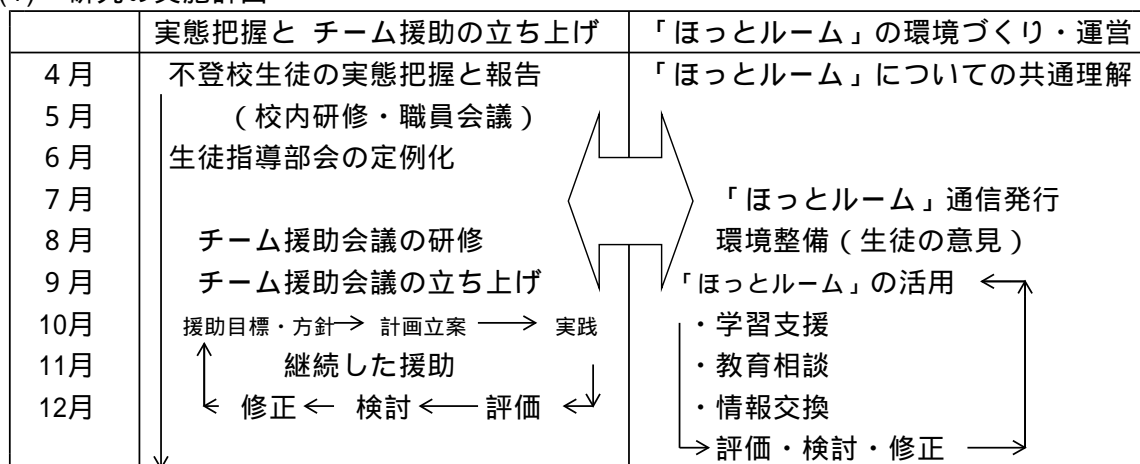 実態把握と チーム援助の立ち上げ 「ほっとルーム」の環境づくり・運営
4月 不登校生徒の実態把握と報告 「ほっとルーム」についての共通理解
5月 (校内研修・職員会議)
6月 生徒指導部会の定例化
7月 「ほっとルーム」通信発行
8月 チーム援助会議の研修 環境整備(生徒の意見)
9月 チーム援助会議の立ち上げ 「ほっとルーム」の活用
10月 援助目標・方針 計画立案 実践 ・学習支援
11月 継続した援助 ・教育相談
12月 修正 検討 評価 ・情報交換
評価・検討・修正